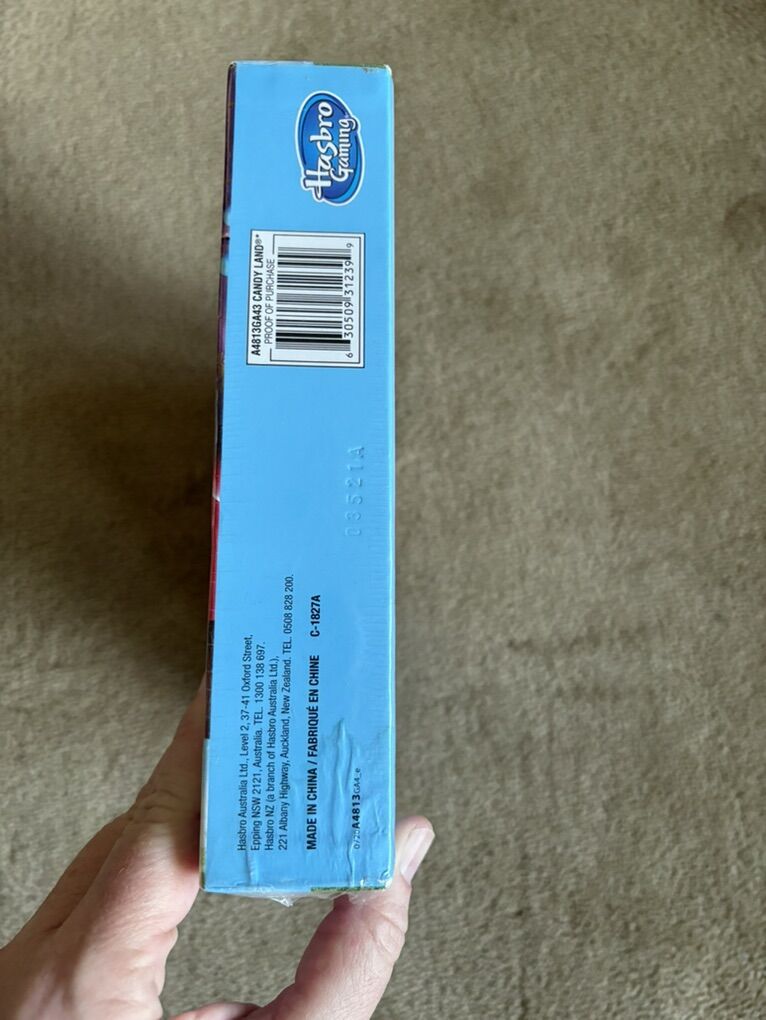 Hasbro
Gaming
A4813GA43 CANDY LAND®*
PROOF OF PURCHASE
6 30509 31239 9
03521A
Hasbro Australia Ltd., Level 2, 37-41 Oxford Street,
Epping NSW 2121, Australia. TEL. 1300 138 697.
Hasbro NZ (a branch of Hasbro Australia Ltd.),
221 Albany Highway, Auckland, New Zealand. TEL. 0508 828 200.
MADE IN CHINA / FABRIQUÉ EN CHINE C-1827A
A4813GA4_e